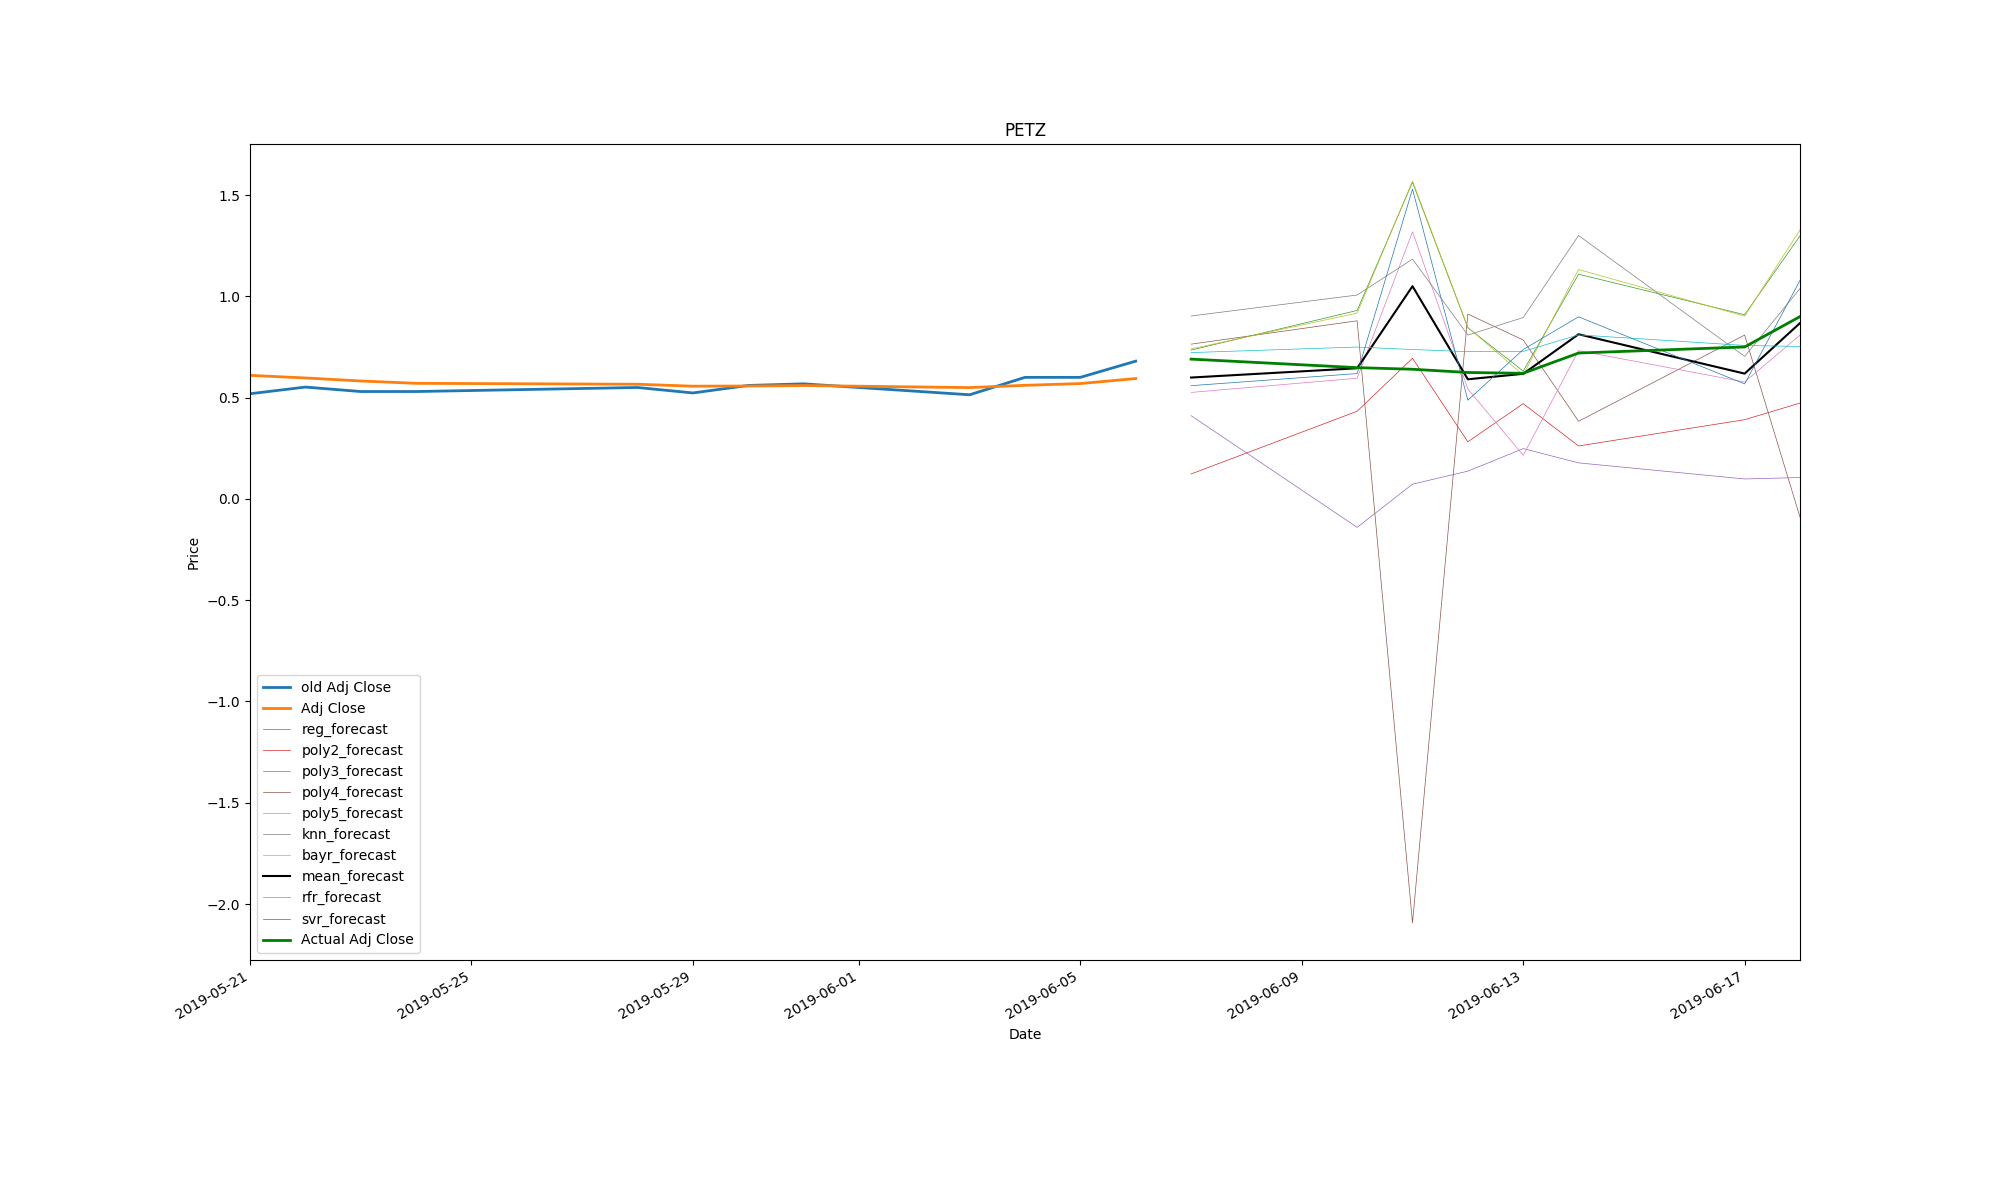 PETZ
1.5
1.0
0.5
0.0
−0.5
−1.0
−1.5
−2.0
Price
old Adj Close
Adj Close
reg_forecast
poly2_forecast
poly3_forecast
poly4_forecast
poly5_forecast
knn_forecast
bayr_forecast
mean_forecast
rfr_forecast
svr_forecast
Actual Adj Close
2019-05-21
2019-05-25
2019-05-29
2019-06-01
2019-06-05
2019-06-09
2019-06-13
2019-06-17
Date